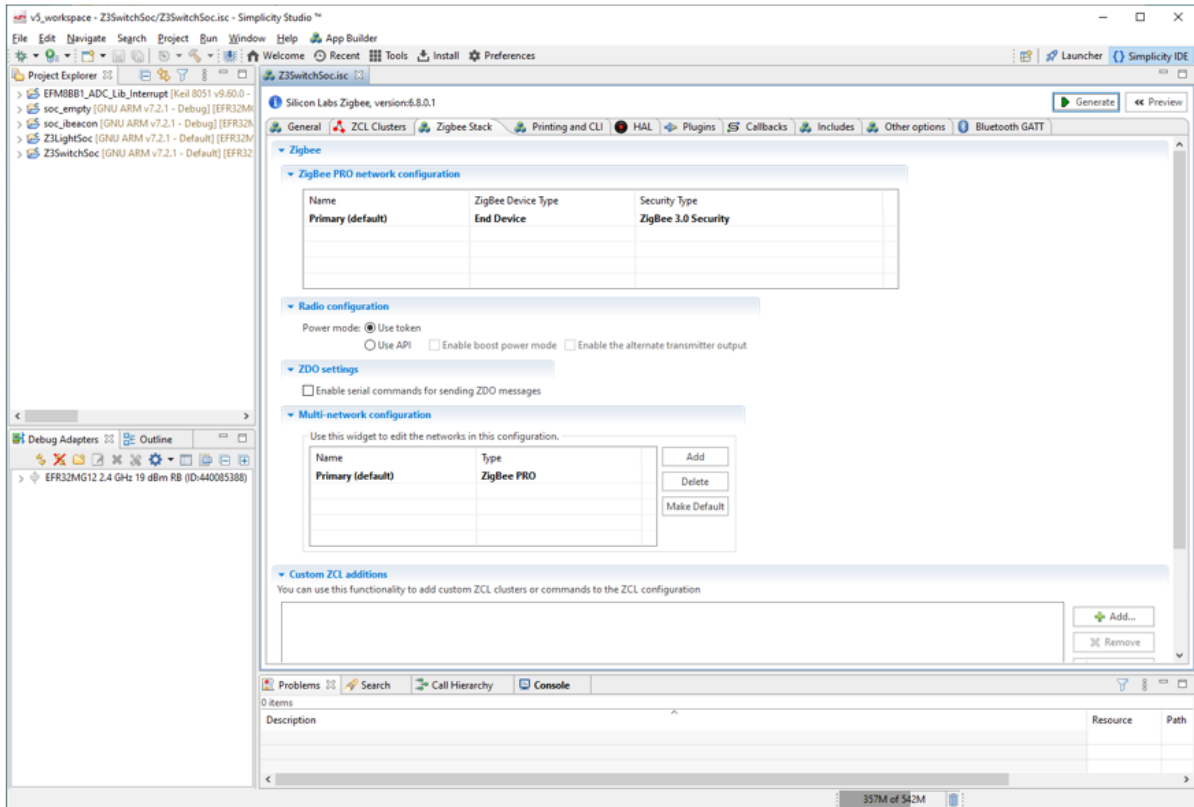 v5_workspace - Z3SwitchSoc/Z3SwitchSoc.isc - Simplicity Studio ™
File Edit Navigate Search Project Run Window Help App Builder
Welcome Recent Tools Install Preferences
Launcher {} Simplicity IDE
Project Explorer
EFM8BB1_ADC_Lib_Interrupt [Keil 8051 v9.60.0 -
soc_empty [GNU ARM v7.2.1 - Debug] [EFR32M
soc_ibeacon [GNU ARM v7.2.1 - Debug] [EFR32M
Z3LightSoc [GNU ARM v7.2.1 - Default] [EFR32M
Z3SwitchSoc [GNU ARM v7.2.1 - Default] [EFR32
Debug Adapters Outline
EFR32MG12 2.4 GHz 19 dBm RB (ID:440085388)
Z3SwitchSoc.isc
Silicon Labs Zigbee, version:6.8.0.1
Generate
<< Preview
General ZCL Clusters Zigbee Stack Printing and CLI HAL Plugins Callbacks Includes Other options Bluetooth GATT
Zigbee
ZigBee PRO network configuration
Name ZigBee Device Type Security Type
Primary (default) End Device ZigBee 3.0 Security
Radio configuration
Power mode: Use token
Use API Enable boost power mode Enable the alternate transmitter output
ZDO settings
Enable serial commands for sending ZDO messages
Multi-network configuration
Use this widget to edit the networks in this configuration.
Name Type
Primary (default) ZigBee PRO
Add
Delete
Make Default
Custom ZCL additions
You can use this functionality to add custom ZCL clusters or commands to the ZCL configuration
Add...
Remove
Problems Search Call Hierarchy Console
0 items
Description Resource Path
357M of 542M